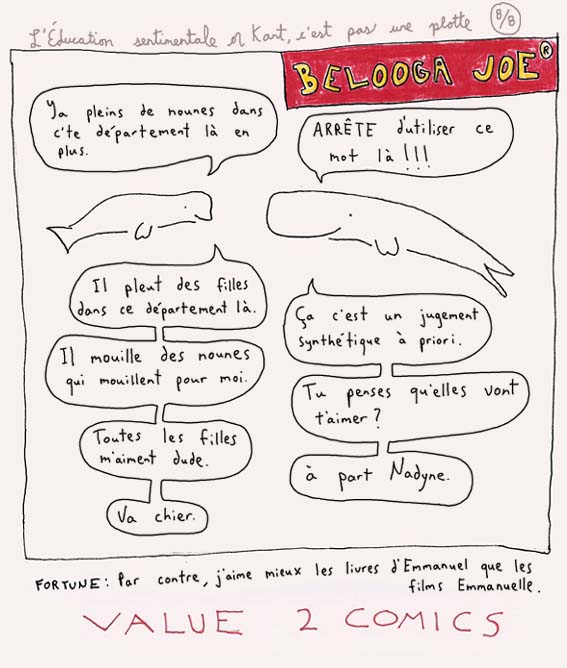 L'Éducation sentimentale of Kant, c'est pas une plotte 8/8
BELOOGA JOE ®
Ya pleins de nounes dans
c'te département là en
plus.
ARRÊTE d'utiliser ce
mot là!!!
Il pleut des filles
dans ce département là.
Ça c'est un jugement
synthétique à priori.
Il mouille des nounes
qui mouillent pour moi.
Tu penses qu'elles vont
t'aimer?
Toutes les filles
m'aiment dude.
à part Nadyne.
Va chier.
FORTUNE: Par contre, j'aime mieux les livres d'Emmanuel que les
films Emmanuelle.
VALUE 2 COMICS